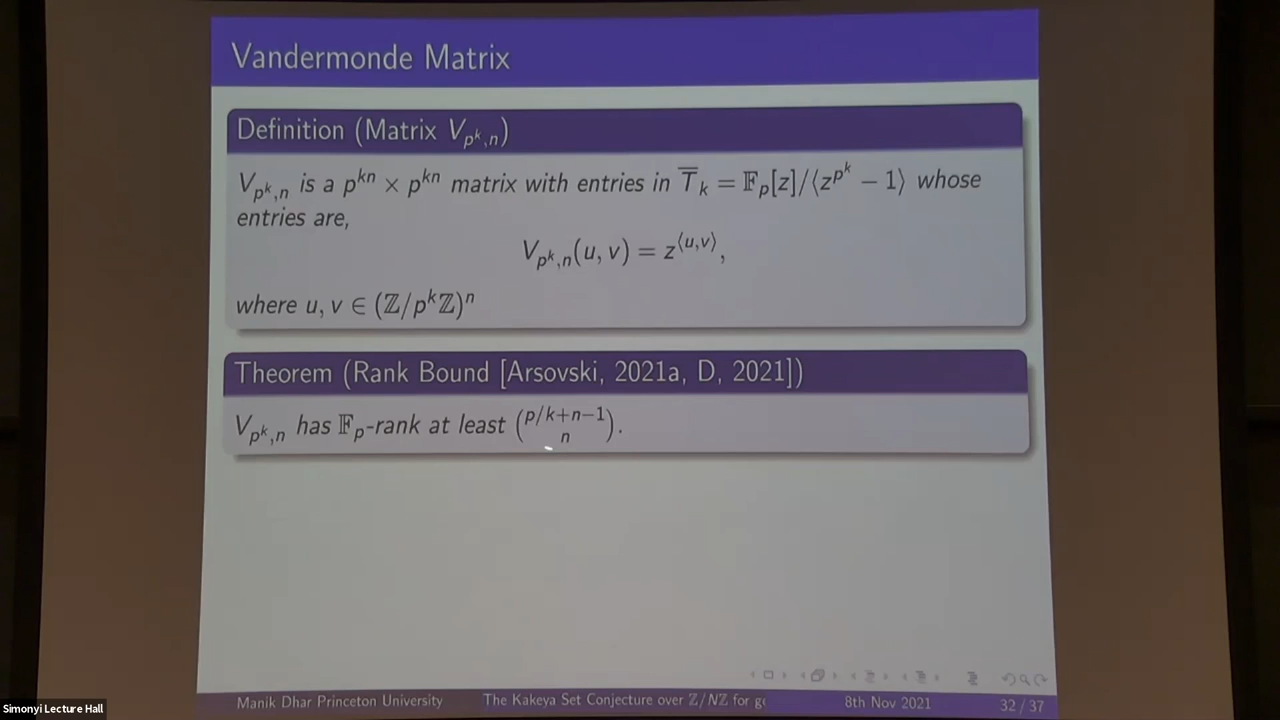 Vandermonde Matrix
Definition (Matrix V_{p^k,n})
V_{p^k,n} is a p^{kn} × p^{kn} matrix with entries in T̅_k = 𝔽_p[z]/⟨z^{p^k} − 1⟩ whose
entries are,
V_{p^k,n}(u, v) = z^{⟨u,v⟩},
where u, v ∈ (ℤ/p^kℤ)^n
Theorem (Rank Bound [Arsovski, 2021a, D, 2021])
V_{p^k,n} has 𝔽_p-rank at least \binom{p/k+n−1}{n}.
Manik Dhar Princeton University The Kakeya Set Conjecture over ℤ/Nℤ for ge 8th Nov 2021 32 / 37
Simonyi Lecture Hall